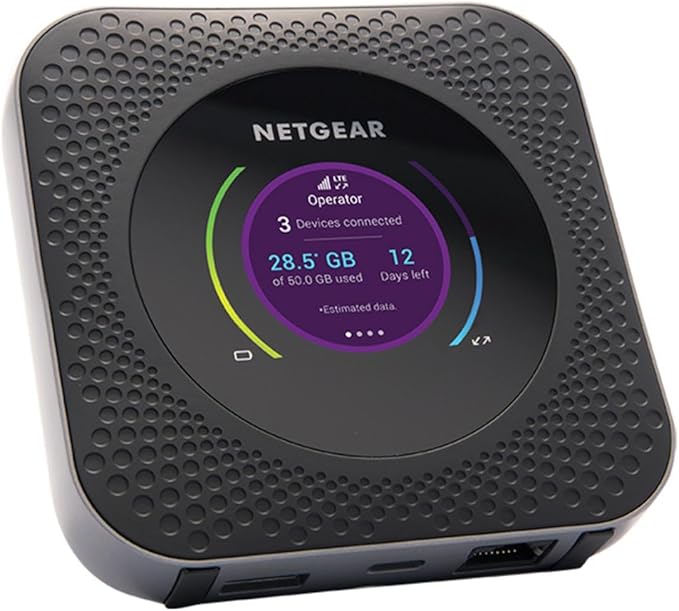 NETGEAR
LTE
Operator
3 Devices connected
28.5* GB 12
of 50.0 GB used Days left
*Estimated data.